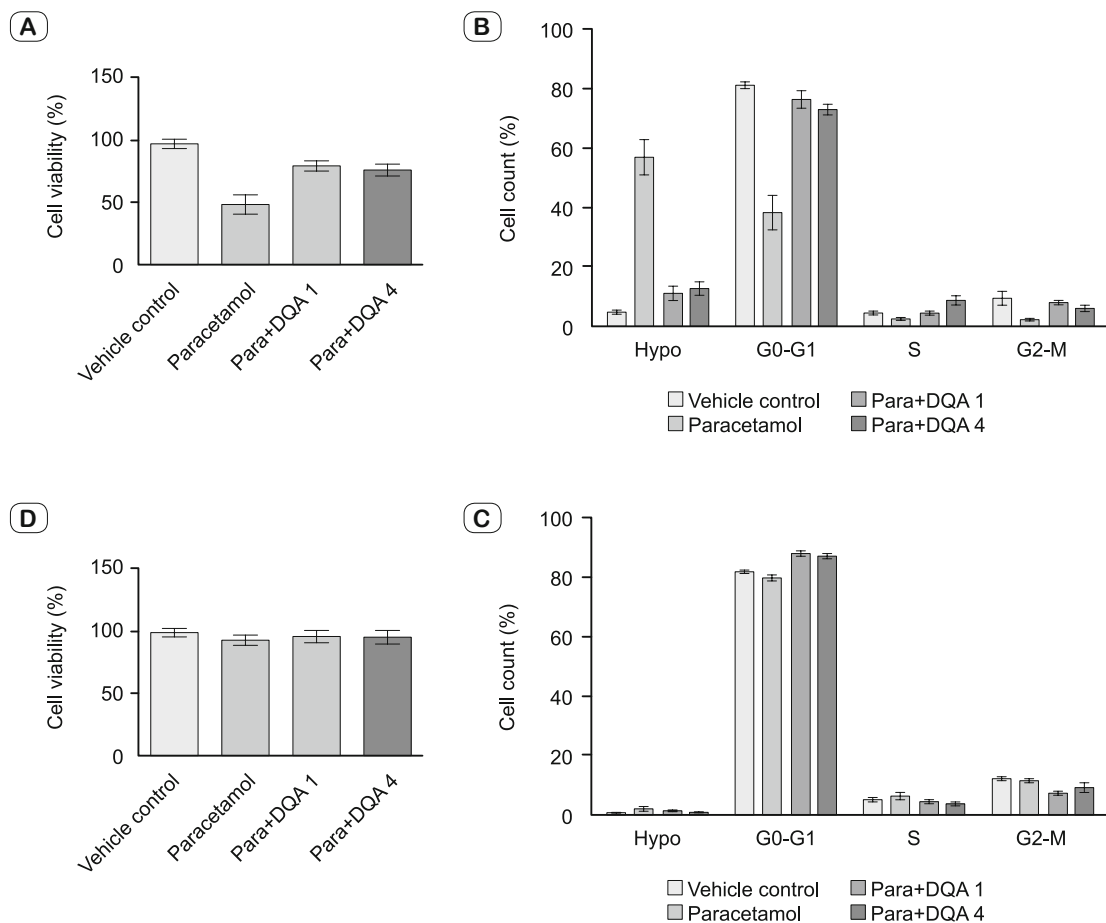 A
Cell viability (%)
150
100
50
0
Vehicle control
Paracetamol
Para+DQA 1
Para+DQA 4
B
Cell count (%)
100
80
60
40
20
0
Hypo G0-G1 S G2-M
Vehicle control Para+DQA 1
Paracetamol Para+DQA 4
D
Cell viability (%)
150
100
50
0
Vehicle control
Paracetamol
Para+DQA 1
Para+DQA 4
C
Cell count (%)
100
80
60
40
20
0
Hypo G0-G1 S G2-M
Vehicle control Para+DQA 1
Paracetamol Para+DQA 4